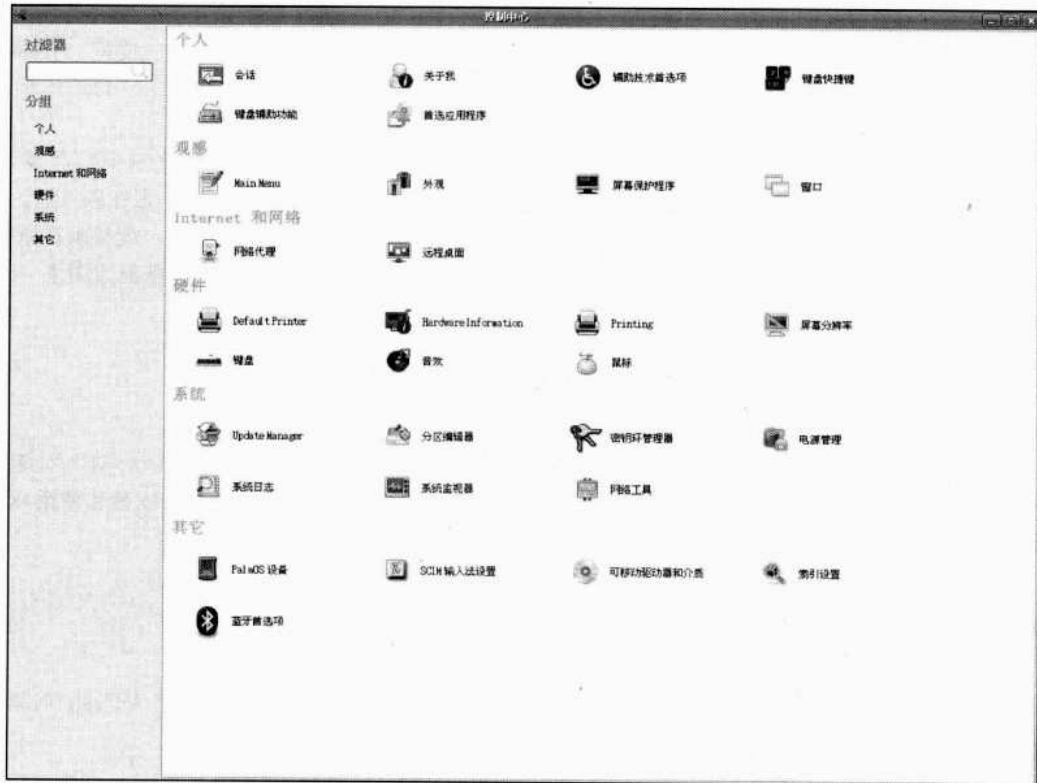 控制中心
过滤器
分组
个人
观感
Internet 和网络
硬件
系统
其它
个人
会话
关于我
辅助技术首选项
键盘快捷键
键盘辅助功能
首选应用程序
观感
Main Menu
外观
屏幕保护程序
窗口
Internet 和网络
网络代理
远程桌面
硬件
Default Printer
Hardware Information
Printing
屏幕分辨率
键盘
音效
鼠标
系统
Update Manager
分区编辑器
密钥环管理器
电源管理
系统日志
系统监视器
网络工具
其它
PalmOS 设备
SCIM 输入法设置
可移动驱动器和介质
索引设置
蓝牙首选项